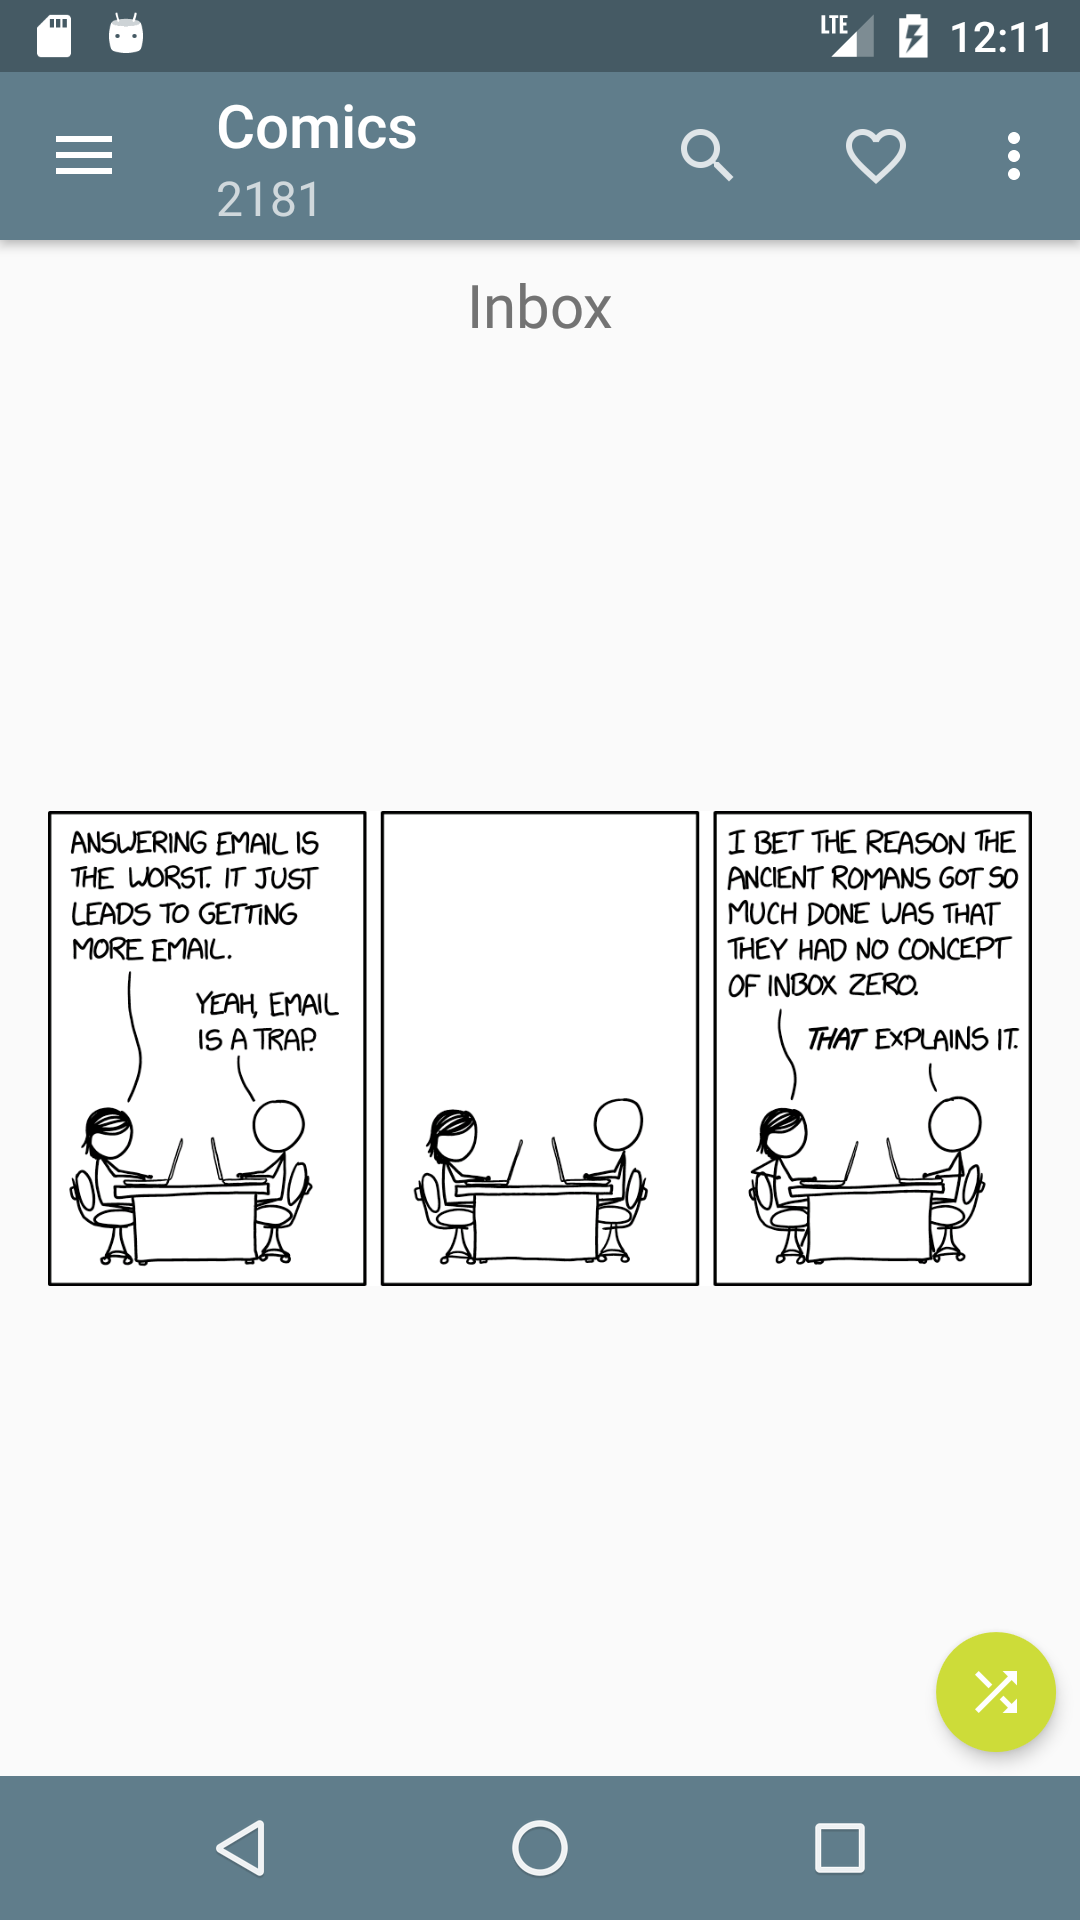 LTE 12:11
Comics
2181
Inbox
ANSWERING EMAIL IS
THE WORST. IT JUST
LEADS TO GETTING
MORE EMAIL.
YEAH, EMAIL
IS A TRAP.
I BET THE REASON THE
ANCIENT ROMANS GOT SO
MUCH DONE WAS THAT
THEY HAD NO CONCEPT
OF INBOX ZERO.
THAT EXPLAINS IT.